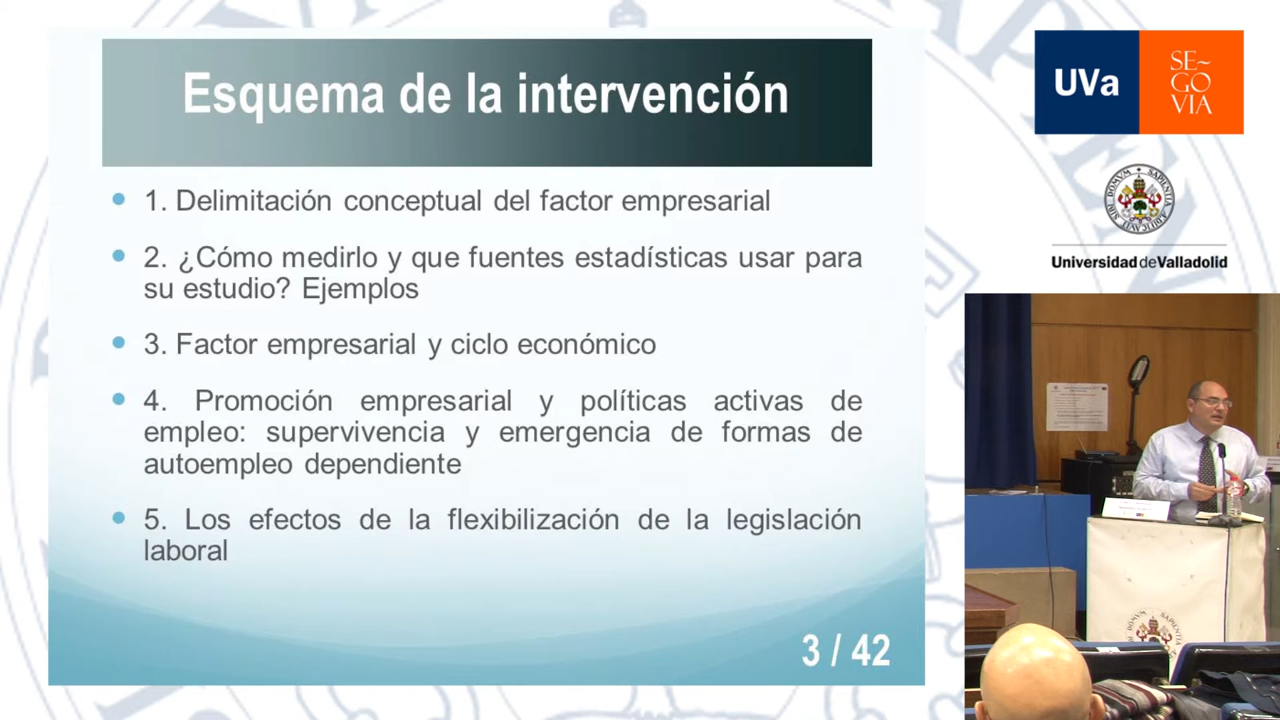 Esquema de la intervención
1. Delimitación conceptual del factor empresarial
2. ¿Cómo medirlo y que fuentes estadísticas usar para
su estudio? Ejemplos
3. Factor empresarial y ciclo económico
4. Promoción empresarial y políticas activas de
empleo: supervivencia y emergencia de formas de
autoempleo dependiente
5. Los efectos de la flexibilización de la legislación
laboral
3 / 42
UVa
SE~
GO
VIA
Universidad deValladolid